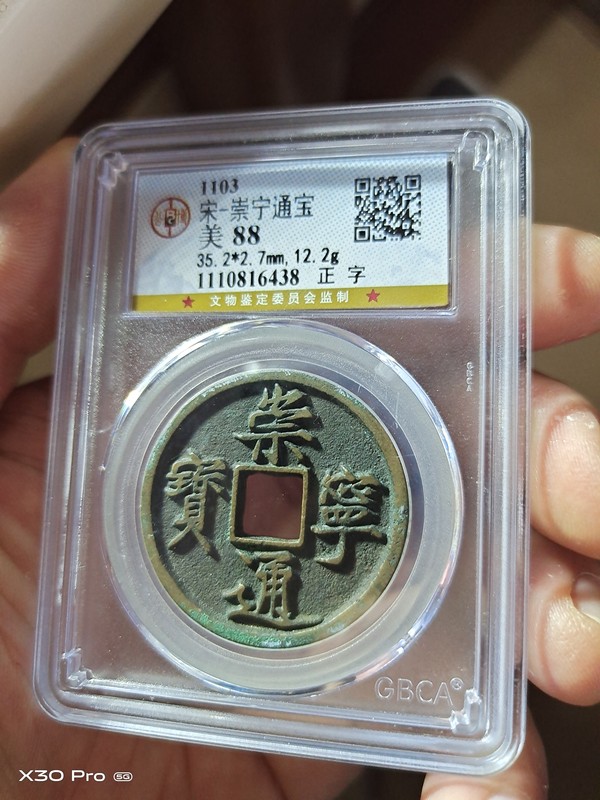 1103
宋-崇宁通宝
美 88
35.2*2.7mm,12.2g
1110816438 正 字
★ 文物鉴定委员会监制 ★
GBCA
崇
寶 寧
通
GBCA®
X30 Pro 5G